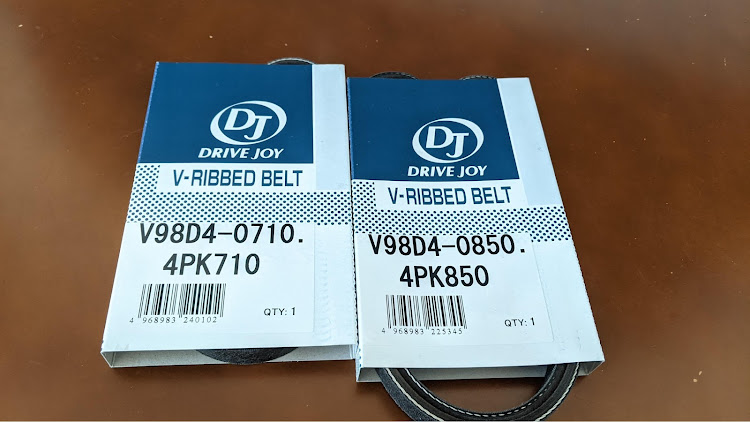 DJ
DRIVE JOY
V-RIBBED BELT
V98D4-0710.
4PK710
QTY: 1
4 968983 240102
DJ
DRIVE JOY
V-RIBBED BELT
V98D4-0850.
4PK850
QTY: 1
4 968983 225345